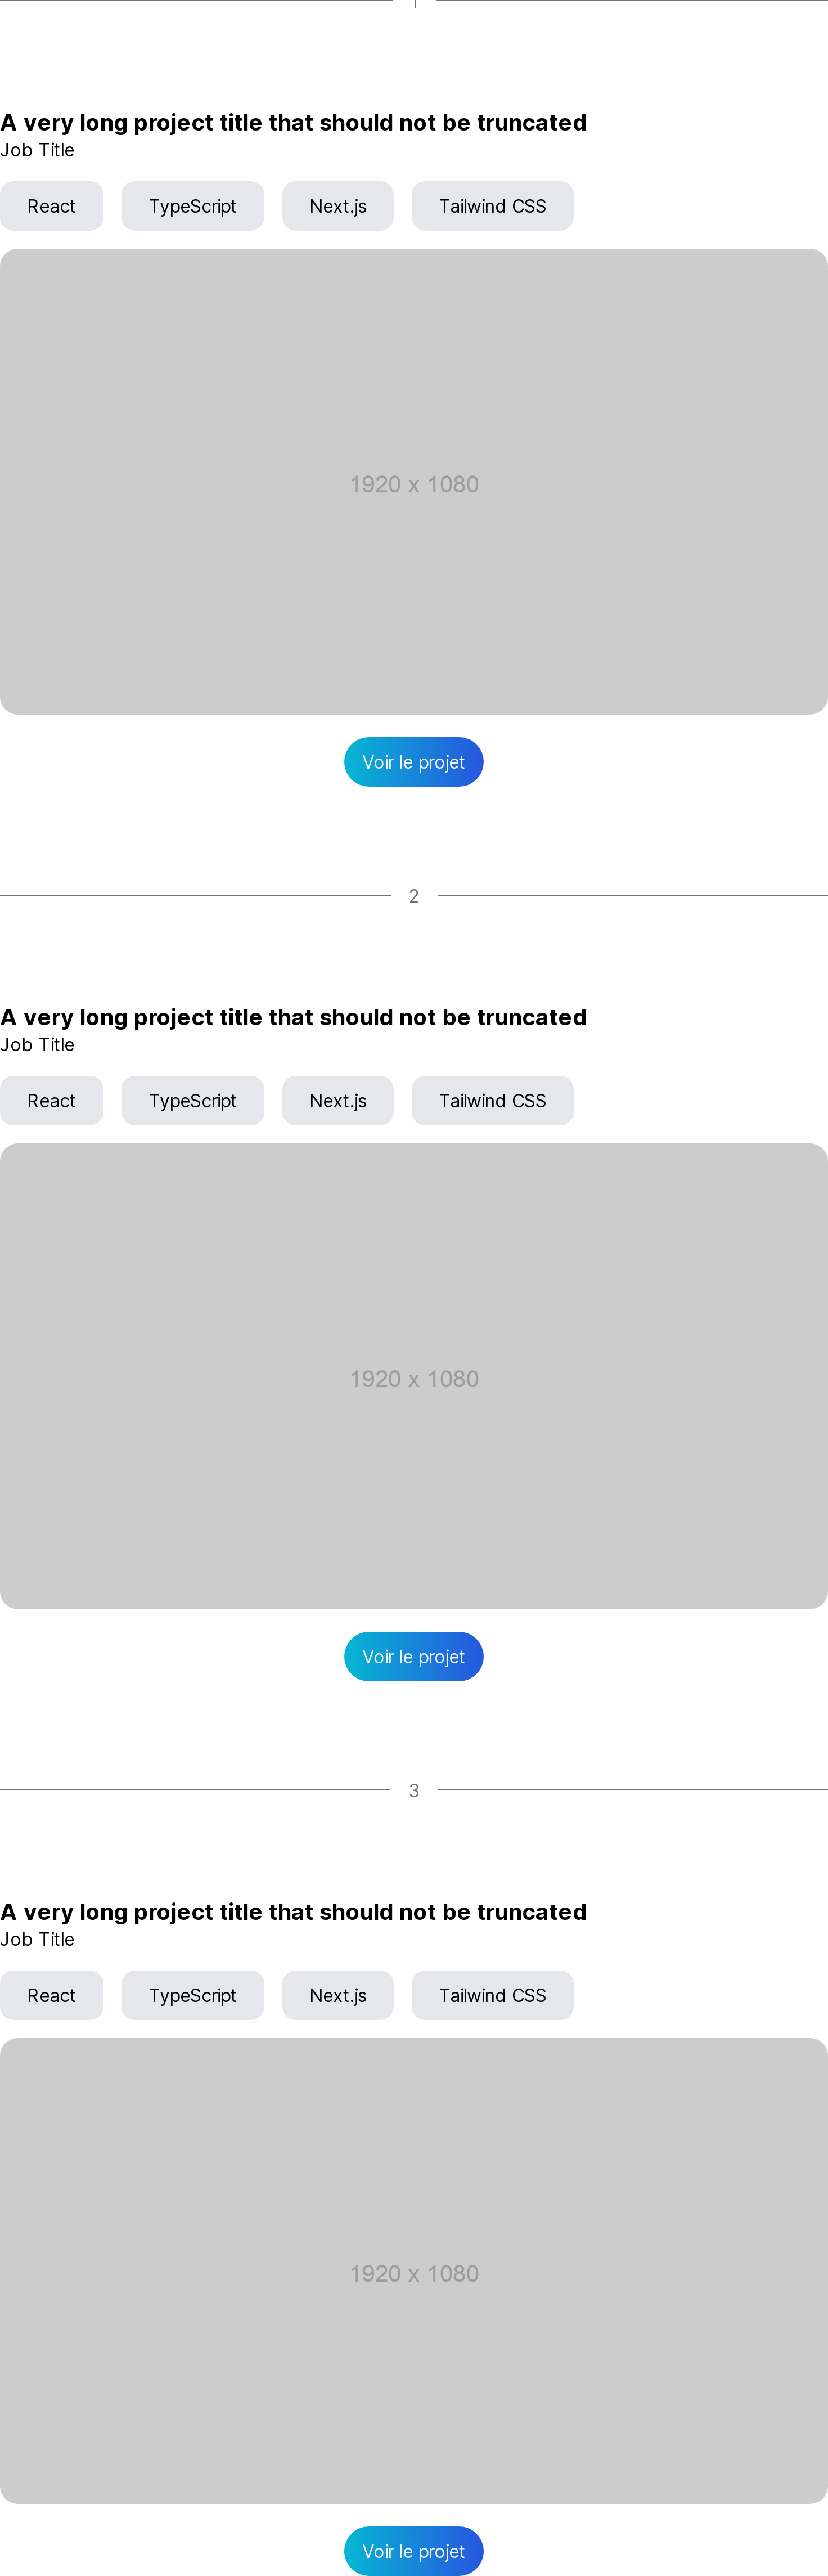 A very long project title that should not be truncated
Job Title
React TypeScript Next.js Tailwind CSS
1920 x 1080
Voir le projet
2
A very long project title that should not be truncated
Job Title
React TypeScript Next.js Tailwind CSS
1920 x 1080
Voir le projet
3
A very long project title that should not be truncated
Job Title
React TypeScript Next.js Tailwind CSS
1920 x 1080
Voir le projet